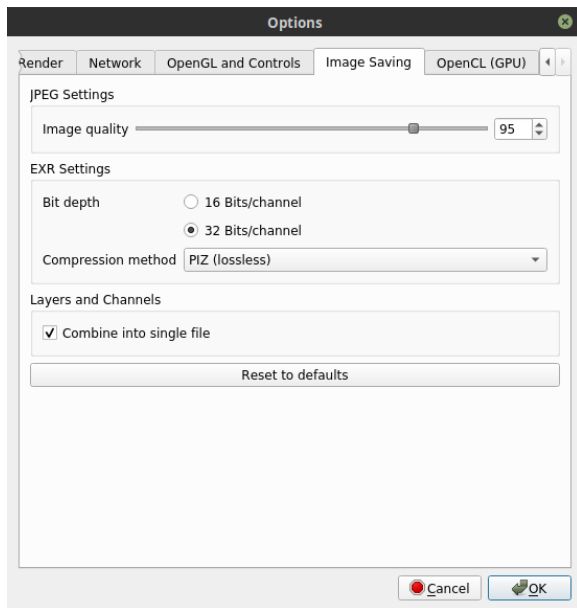 Options
Render Network OpenGL and Controls Image Saving OpenCL (GPU)
JPEG Settings
Image quality 95
EXR Settings
Bit depth 16 Bits/channel
32 Bits/channel
Compression method PIZ (lossless)
Layers and Channels
Combine into single file
Reset to defaults
Cancel OK